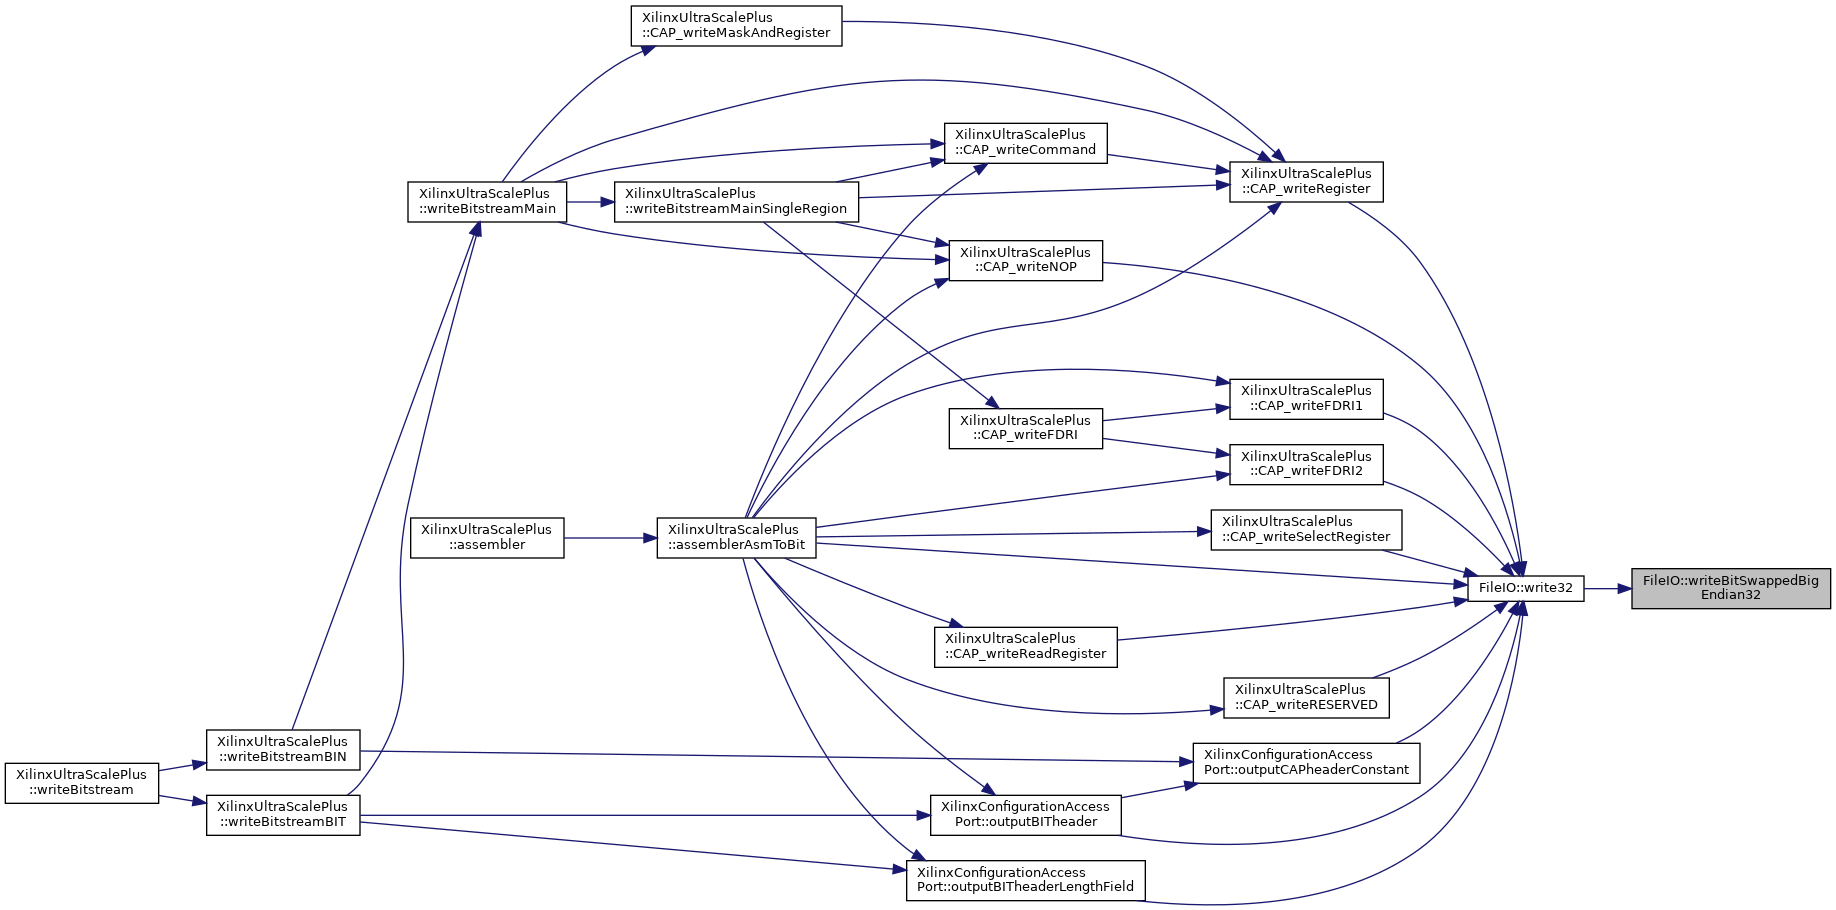 XilinxUltraScalePlus
::CAP_writeMaskAndRegister
XilinxUltraScalePlus
::CAP_writeCommand
XilinxUltraScalePlus
::CAP_writeRegister
XilinxUltraScalePlus
::writeBitstreamMain
XilinxUltraScalePlus
::writeBitstreamMainSingleRegion
XilinxUltraScalePlus
::CAP_writeNOP
XilinxUltraScalePlus
::CAP_writeFDRI1
XilinxUltraScalePlus
::CAP_writeFDRI
XilinxUltraScalePlus
::CAP_writeFDRI2
XilinxUltraScalePlus
::assembler
XilinxUltraScalePlus
::assemblerAsmToBit
XilinxUltraScalePlus
::CAP_writeSelectRegister
FileIO::write32
FileIO::writeBitSwappedBig
Endian32
XilinxUltraScalePlus
::CAP_writeReadRegister
XilinxUltraScalePlus
::CAP_writeRESERVED
XilinxUltraScalePlus
::writeBitstreamBIN
XilinxConfigurationAccess
Port::outputCAPheaderConstant
XilinxUltraScalePlus
::writeBitstream
XilinxUltraScalePlus
::writeBitstreamBIT
XilinxConfigurationAccess
Port::outputBITheader
XilinxConfigurationAccess
Port::outputBITheaderLengthField